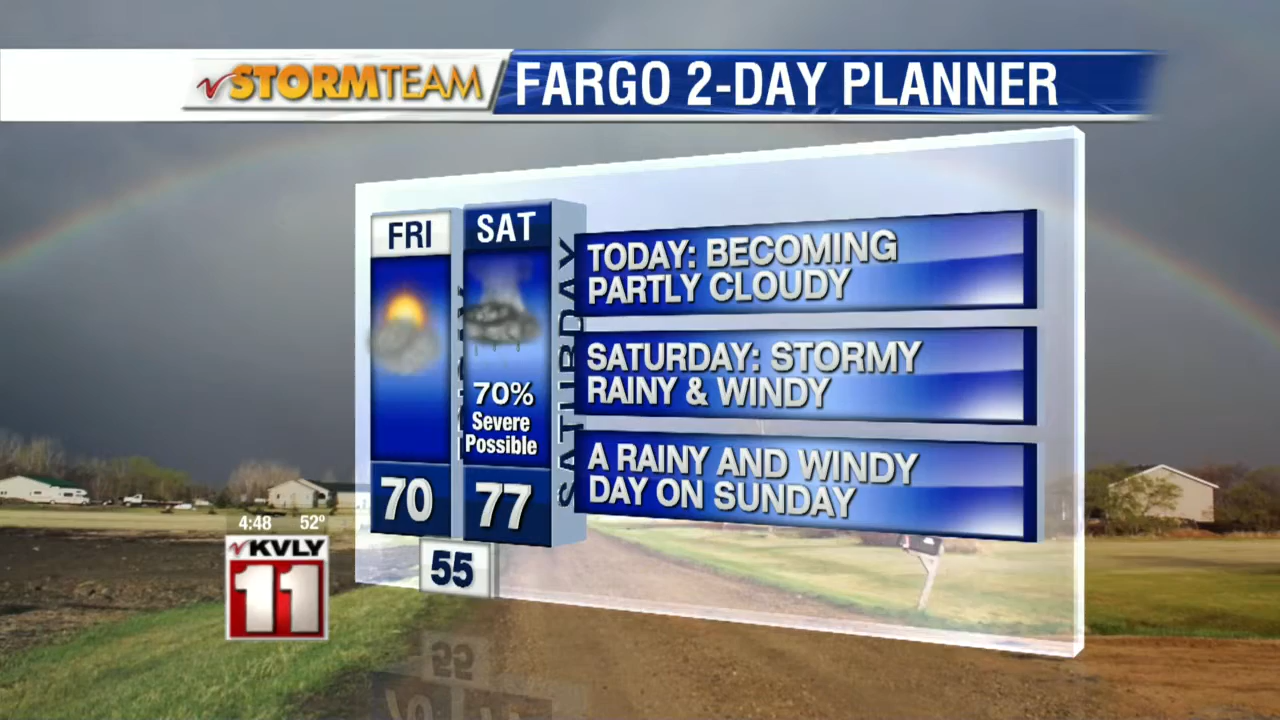 STORMTEAM
FARGO 2-DAY PLANNER
FRI
70
SAT
70%
Severe
Possible
77
55
SATURDAY
TODAY: BECOMING
PARTLY CLOUDY
SATURDAY: STORMY
RAINY & WINDY
A RAINY AND WINDY
DAY ON SUNDAY
4:48 52º
KVLY
11
55